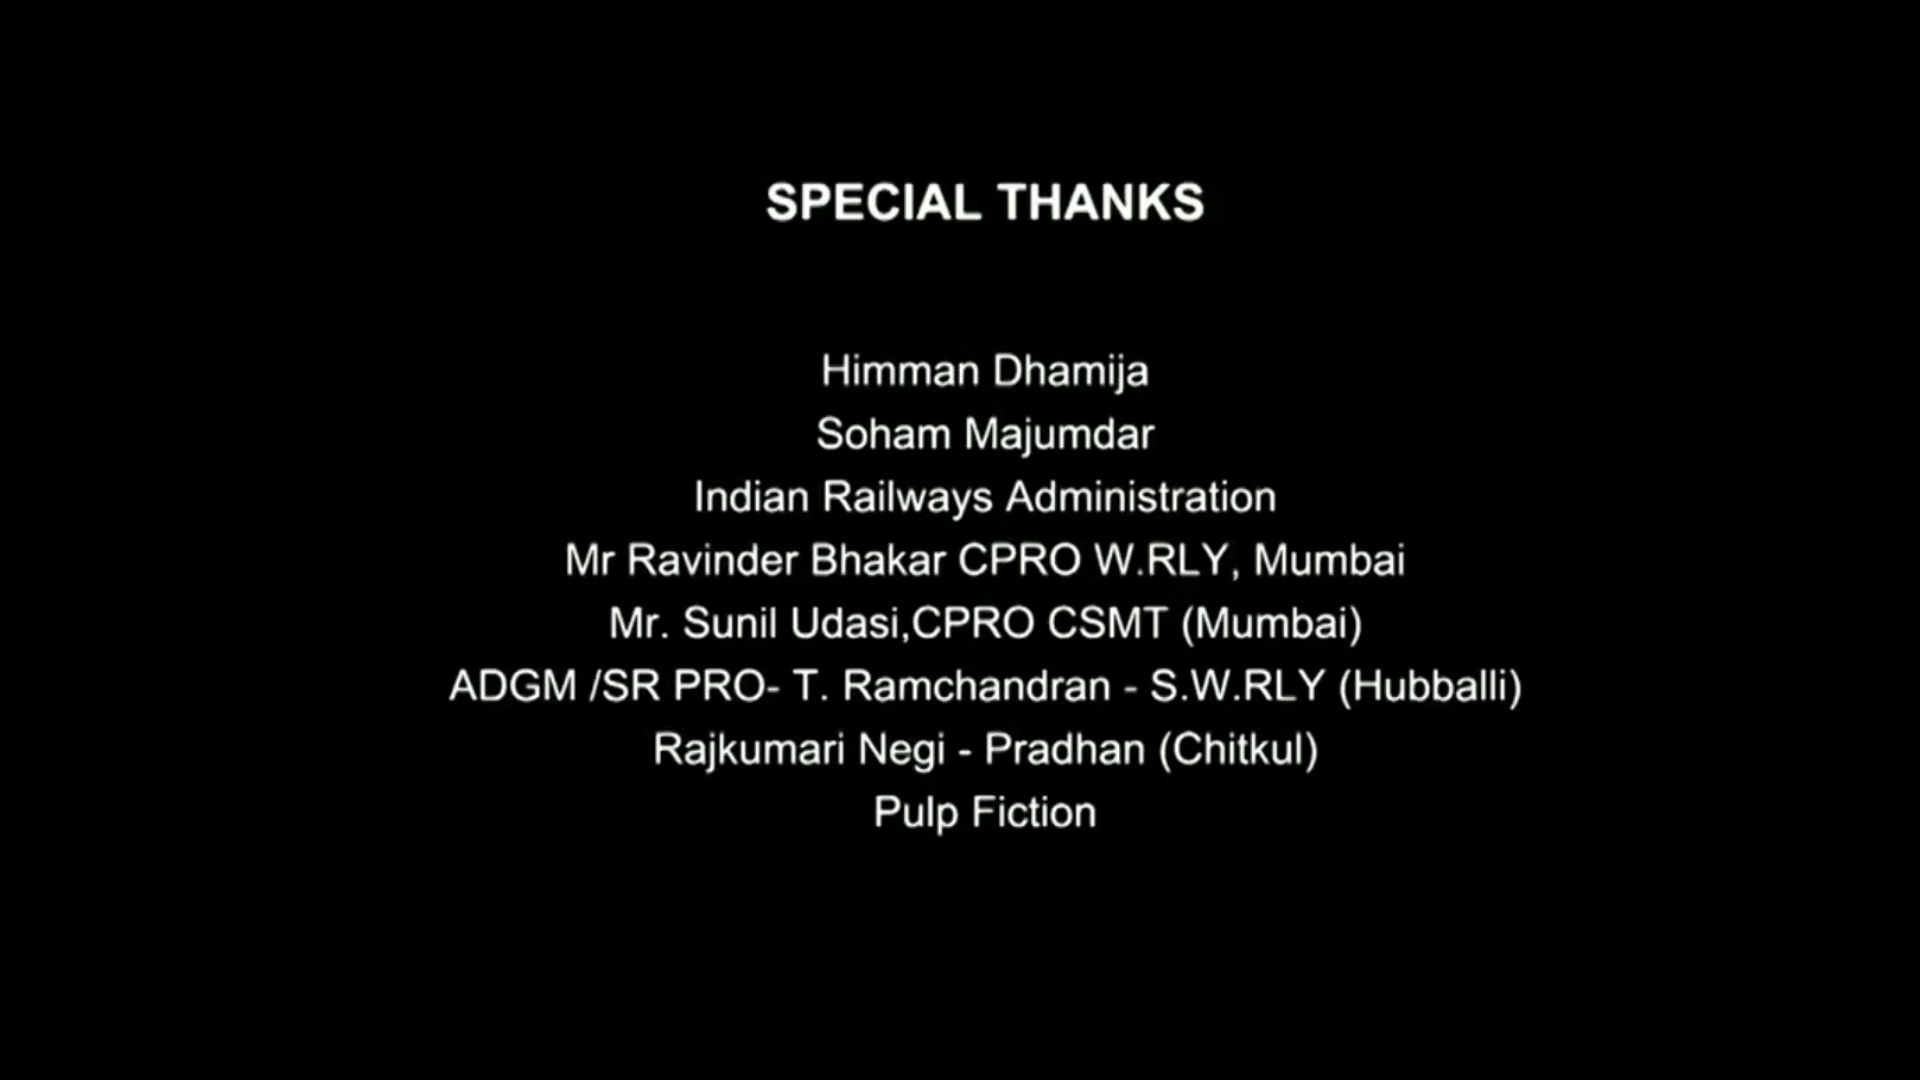 SPECIAL THANKS
Himman Dhamija
Soham Majumdar
Indian Railways Administration
Mr Ravinder Bhakar CPRO W.RLY, Mumbai
Mr. Sunil Udasi,CPRO CSMT (Mumbai)
ADGM /SR PRO- T. Ramchandran - S.W.RLY (Hubballi)
Rajkumari Negi - Pradhan (Chitkul)
Pulp Fiction